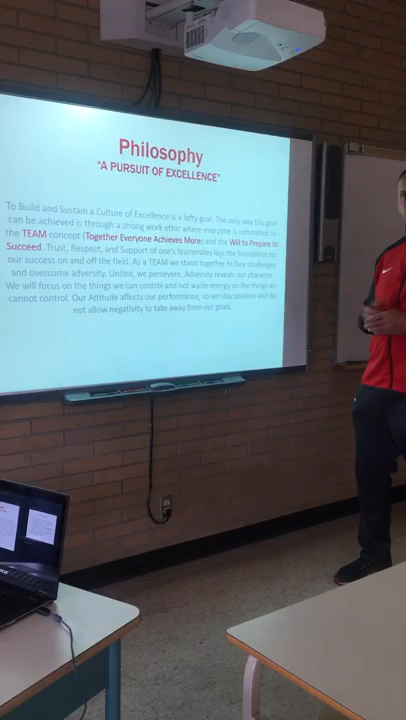 Philosophy
"A PURSUIT OF EXCELLENCE"
To Build and Sustain a Culture of Excellence is a lofty goal. The only way this goal
can be achieved is through a strong work ethic where everyone is committed to
the TEAM concept (Together Everyone Achieves More) and the Will to Prepare to
Succeed. Trust, Respect, and Support of one's teammates lays the foundation for
our success on and off the field. As a TEAM we stand together to face challenges
and overcome adversity. United, we persevere. Adversity reveals our character.
We will focus on the things we can control and not waste energy on the things we
cannot control. Our Attitude affects our performance, so we stay positive and do
not allow negativity to take away from our goals.